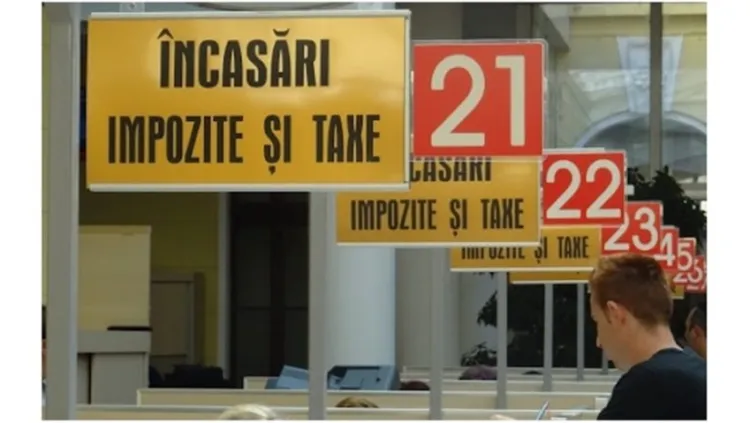 ÎNCASĂRI
IMPOZITE ȘI TAXE
21
ÎNCASĂRI
IMPOZITE ȘI TAXE
22
IMPOZITE ȘI TAXE
23